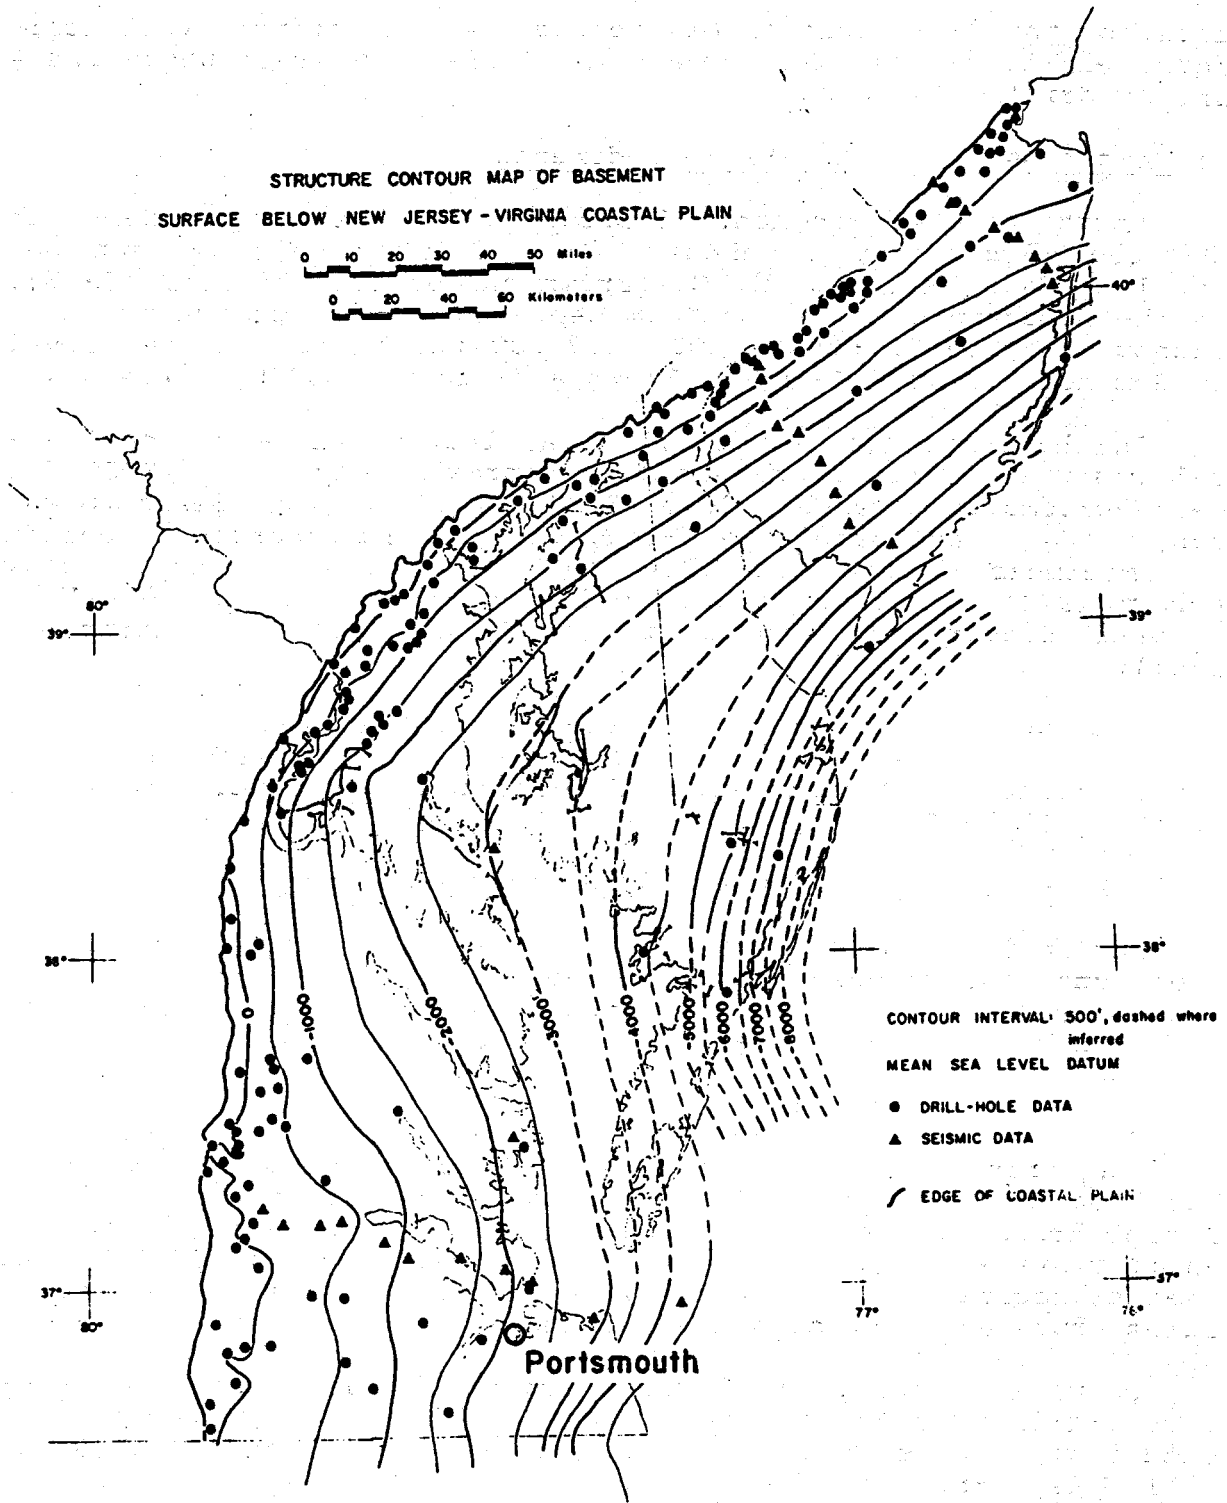 STRUCTURE CONTOUR MAP OF BASEMENT
SURFACE BELOW NEW JERSEY - VIRGINIA COASTAL PLAIN
0 10 20 30 40 50 Miles
0 20 40 60 Kilometers
40°
80°
39°
39°
38°
38°
0
-1000
-2000
-3000
-4000
-5000
-6000
-7000
-8000
CONTOUR INTERVAL: 500', dashed where
inferred
MEAN SEA LEVEL DATUM
DRILL-HOLE DATA
SEISMIC DATA
EDGE OF COASTAL PLAIN
37°
37°
80°
77°
76°
Portsmouth